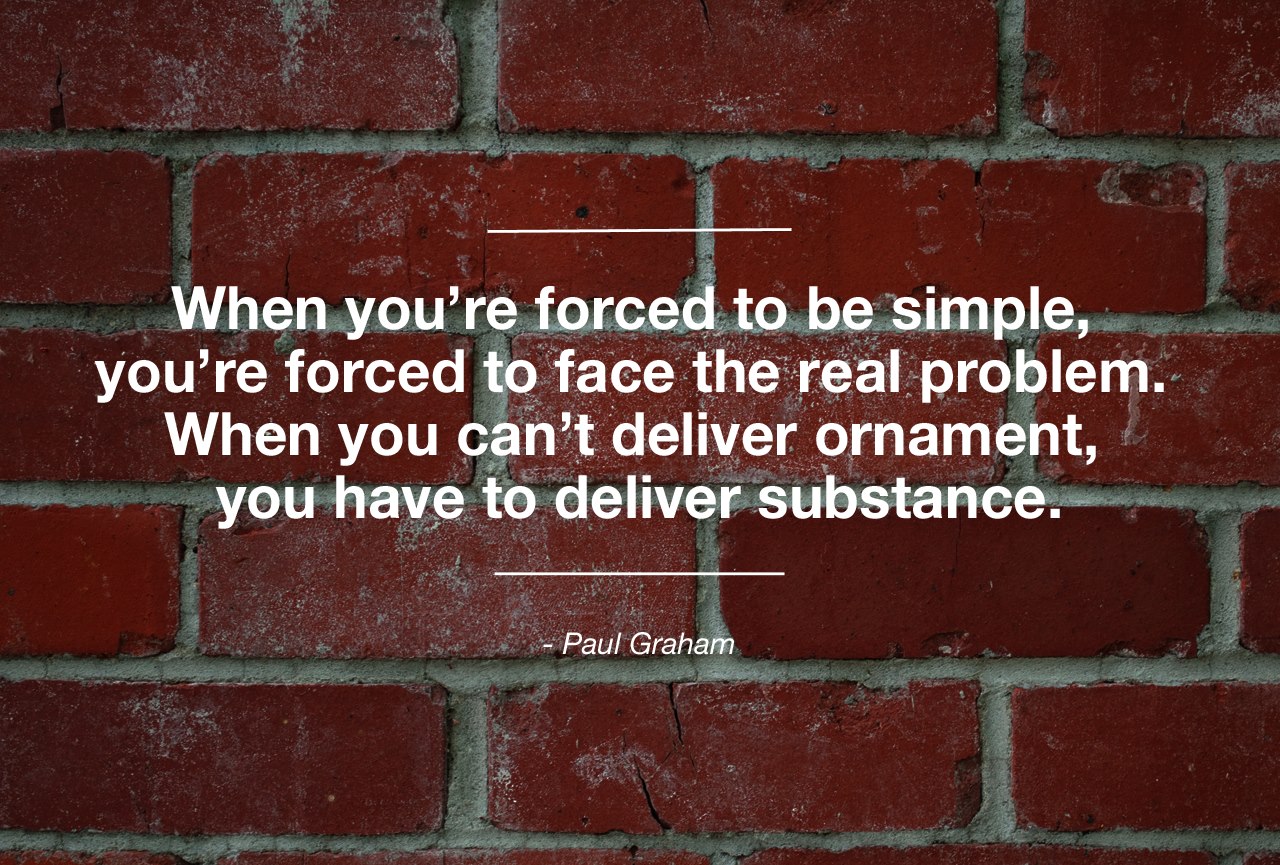 When you’re forced to be simple,
you’re forced to face the real problem.
When you can’t deliver ornament,
you have to deliver substance.
- Paul Graham